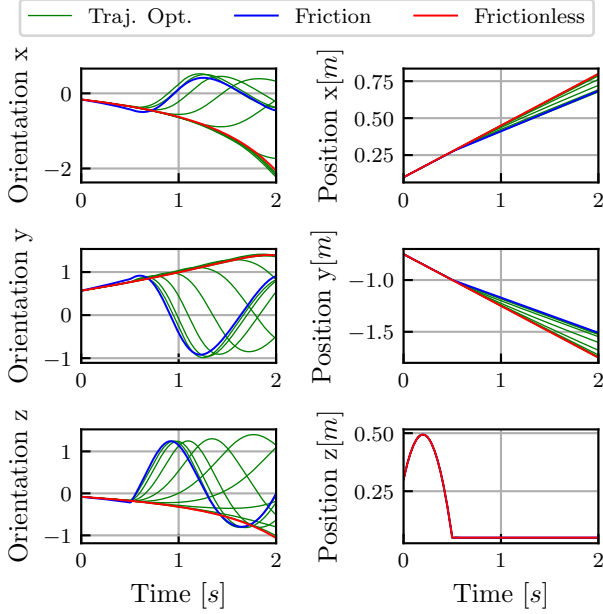 Traj. Opt. Friction Frictionless
Orientation x
0
−2
0 1 2
Position x[m]
0.75
0.50
0.25
0 1 2
Orientation y
1
0
−1
0 1 2
Position y[m]
−1.0
−1.5
0 1 2
Orientation z
1
0
−1
0 1 2
Time [s]
Position z[m]
0.50
0.25
0 1 2
Time [s]